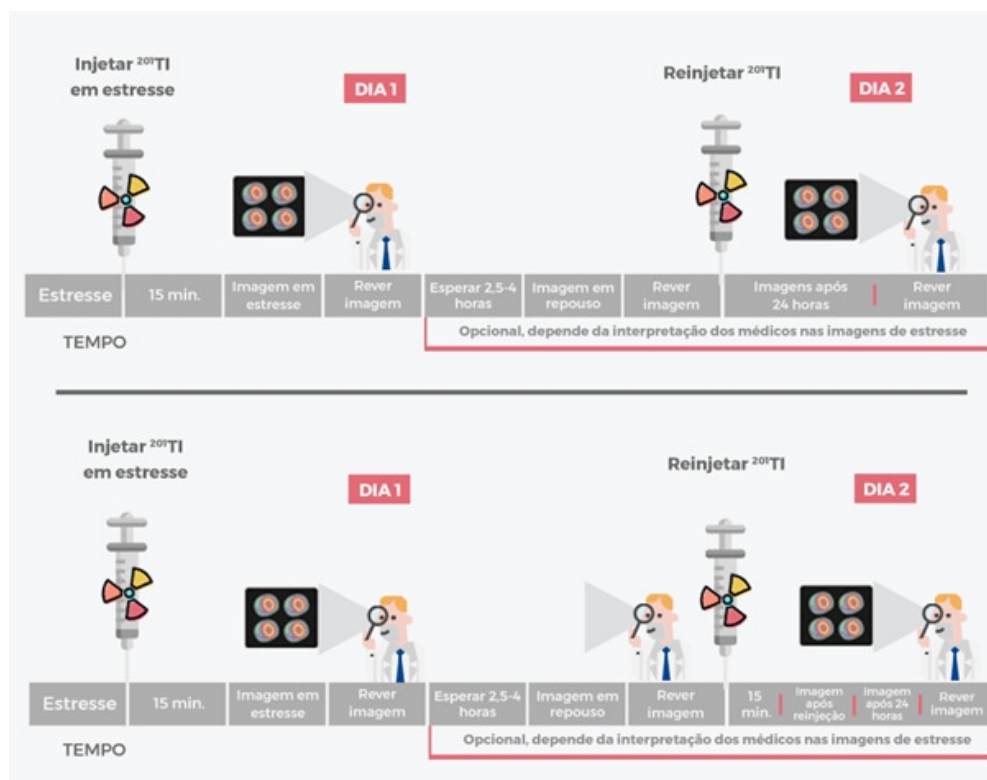 Injetar ²⁰¹TI
em estresse
DIA 1
Reinjetar ²⁰¹TI
DIA 2
Estresse
15 min.
Imagem em
estresse
Rever
imagem
Esperar 2,5-4
horas
Imagem em
repouso
Rever
imagem
Imagens após
24 horas
Rever
imagem
TEMPO
Opcional, depende da interpretação dos médicos nas imagens de estresse
Injetar ²⁰¹TI
em estresse
DIA 1
Reinjetar ²⁰¹TI
DIA 2
Estresse
15 min.
Imagem em
estresse
Rever
imagem
Esperar 2,5-4
horas
Imagem em
repouso
Rever
imagem
15
min.
Imagem
após
reinjeção
Imagem
após 24
horas
Rever
imagem
TEMPO
Opcional, depende da interpretação dos médicos nas imagens de estresse